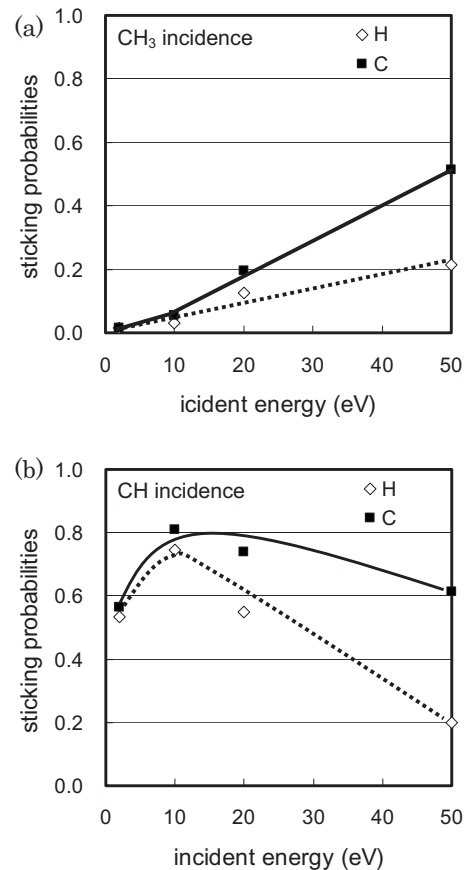 (a)
1.0
CH₃ incidence
H
C
0.8
0.6
0.4
0.2
0.0
sticking probabilities
0 10 20 30 40 50
icident energy (eV)
(b)
1.0
CH incidence
H
C
0.8
0.6
0.4
0.2
0.0
sticking probabilities
0 10 20 30 40 50
incident energy (eV)